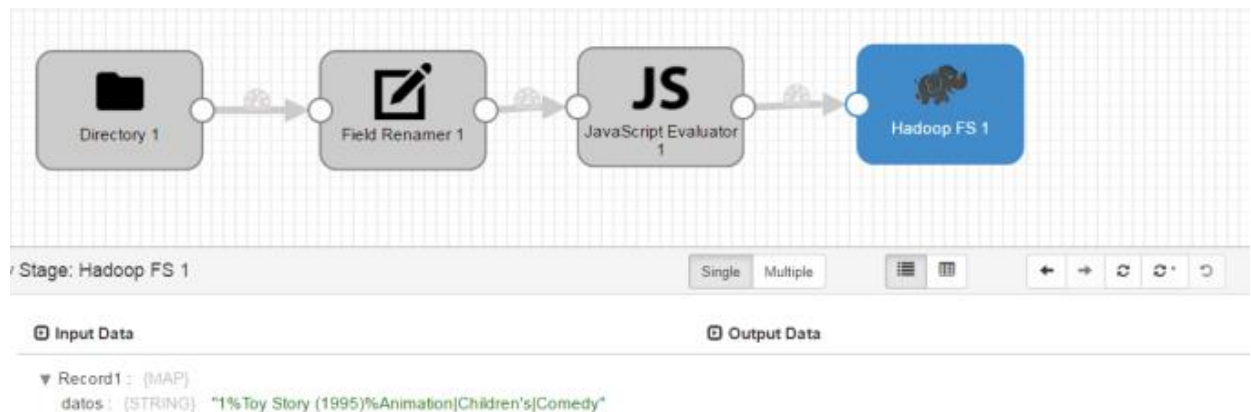 Directory 1
Field Renamer 1
JS
JavaScript Evaluator
1
Hadoop FS 1
Stage: Hadoop FS 1
Single Multiple
Input Data
Output Data
Record1 : {MAP}
datos : {STRING} "1%Toy Story (1995)%Animation|Children's|Comedy"